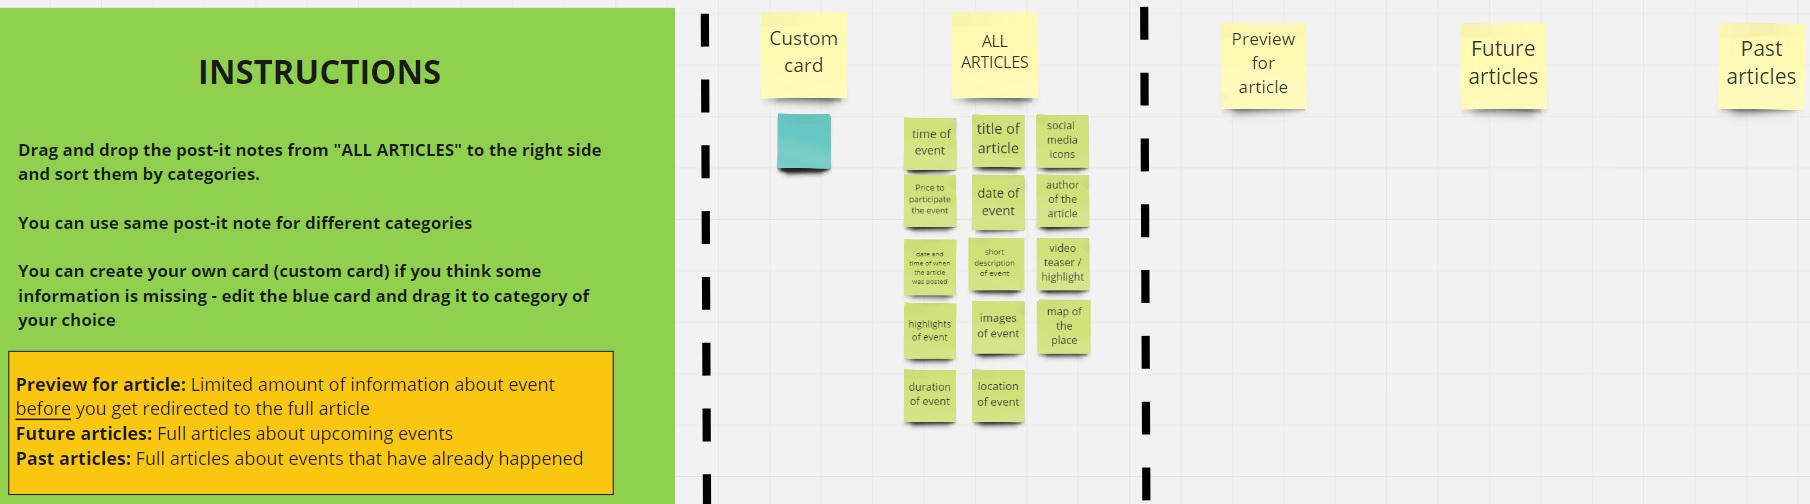 INSTRUCTIONS
Drag and drop the post-it notes from "ALL ARTICLES" to the right side
and sort them by categories.
You can use same post-it note for different categories
You can create your own card (custom card) if you think some
information is missing - edit the blue card and drag it to category of
your choice
Preview for article: Limited amount of information about event
before you get redirected to the full article
Future articles: Full articles about upcoming events
Past articles: Full articles about events that have already happened
Custom
card
ALL
ARTICLES
time of
event
title of
article
social
media
icons
Price to
participate
the event
date of
event
author
of the
article
date and
time of when
the article
was posted
short
description
of event
video
teaser /
highlight
highlights
of event
images
of event
map of
the
place
duration
of event
location
of event
Preview
for
article
Future
articles
Past
articles